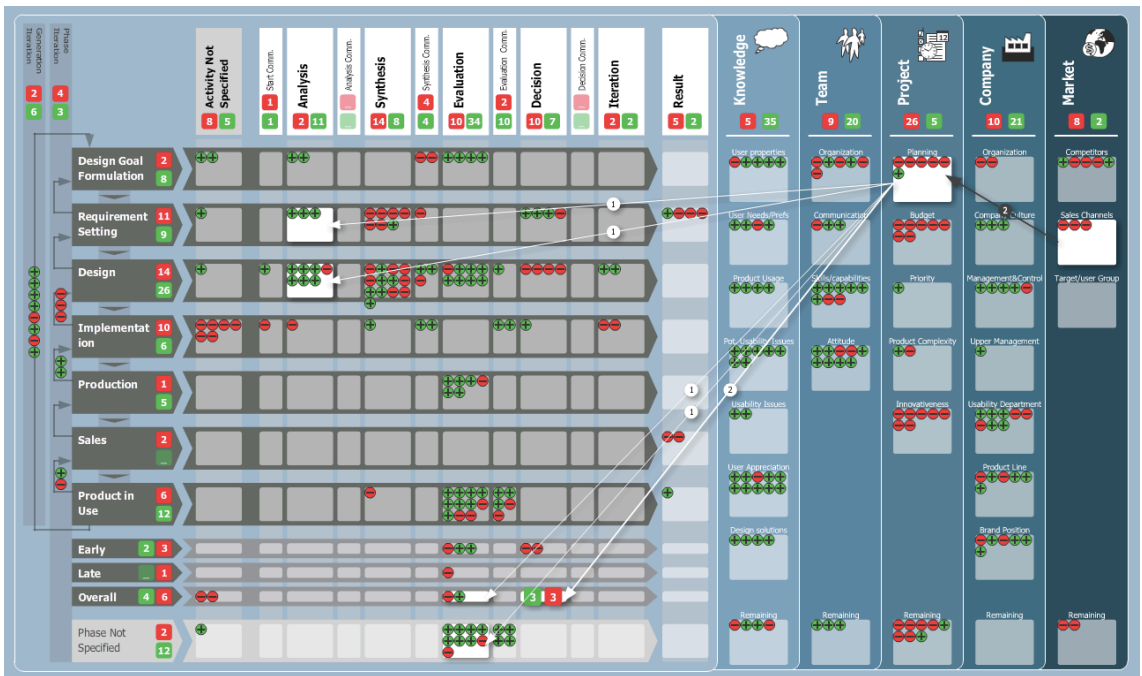 Generation
Iteration
2
6
Phase
Iteration
4
3
Activity Not
Specified
8 5
Start Comm.
1
1
Analysis
2 11
Analysis Comm.
_
_
Synthesis
14 8
Synthesis Comm.
4
4
Evaluation
10 34
Evaluation Comm.
2
10
Decision
10 7
Decision Comm.
_
_
Iteration
2 2
Result
5 2
Knowledge
5 35
Team
9 20
Project
12
26 5
Company
10 21
Market
8 2
Design Goal
Formulation
2
8
Requirement
Setting
11
9
Design
14
26
Implementat
ion
10
6
Production
1
5
Sales
2
_
Product in
Use
6
12
Early 2 3
Late _ 1
Overall 4 6
3 3
Phase Not
Specified
2
12
1
1
1
2
1
2
User properties
User Needs/Prefs
Product Usage
Pot. Usability Issues
Usability Issues
User Appreciation
Design solutions
Remaining
Organization
Communication
Skills/capabilities
Attitude
Remaining
Planning
Budget
Priority
Product Complexity
Innovativeness
Remaining
Organization
Company Culture
Management&Control
Upper Management
Usability Department
Product Line
Brand Position
Remaining
Competitors
Sales Channels
Target/user Group
Remaining